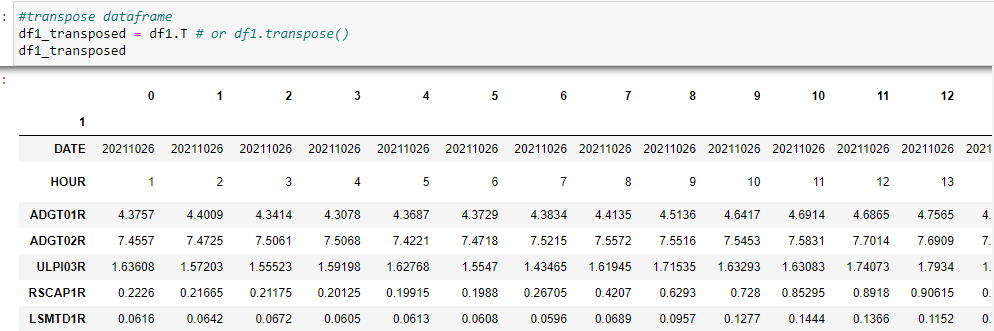 : #transpose dataframe
df1_transposed = df1.T # or df1.transpose()
df1_transposed
:
0 1 2 3 4 5 6 7 8 9 10 11 12
1
DATE 20211026 20211026 20211026 20211026 20211026 20211026 20211026 20211026 20211026 20211026 20211026 20211026 20211026 2021
HOUR 1 2 3 4 5 6 7 8 9 10 11 12 13
ADGT01R 4.3757 4.4009 4.3414 4.3078 4.3687 4.3729 4.3834 4.4135 4.5136 4.6417 4.6914 4.6865 4.7565 4.
ADGT02R 7.4557 7.4725 7.5061 7.5068 7.4221 7.4718 7.5215 7.5572 7.5516 7.5453 7.5831 7.7014 7.6909 7.
ULPI03R 1.63608 1.57203 1.55523 1.59198 1.62768 1.5547 1.43465 1.61945 1.71535 1.63293 1.63083 1.74073 1.7934 1.
RSCAP1R 0.2226 0.21665 0.21175 0.20125 0.19915 0.1988 0.26705 0.4207 0.6293 0.728 0.85295 0.8918 0.90615 0.
LSMTD1R 0.0616 0.0642 0.0672 0.0605 0.0613 0.0608 0.0596 0.0689 0.0957 0.1277 0.1444 0.1366 0.1152 0.